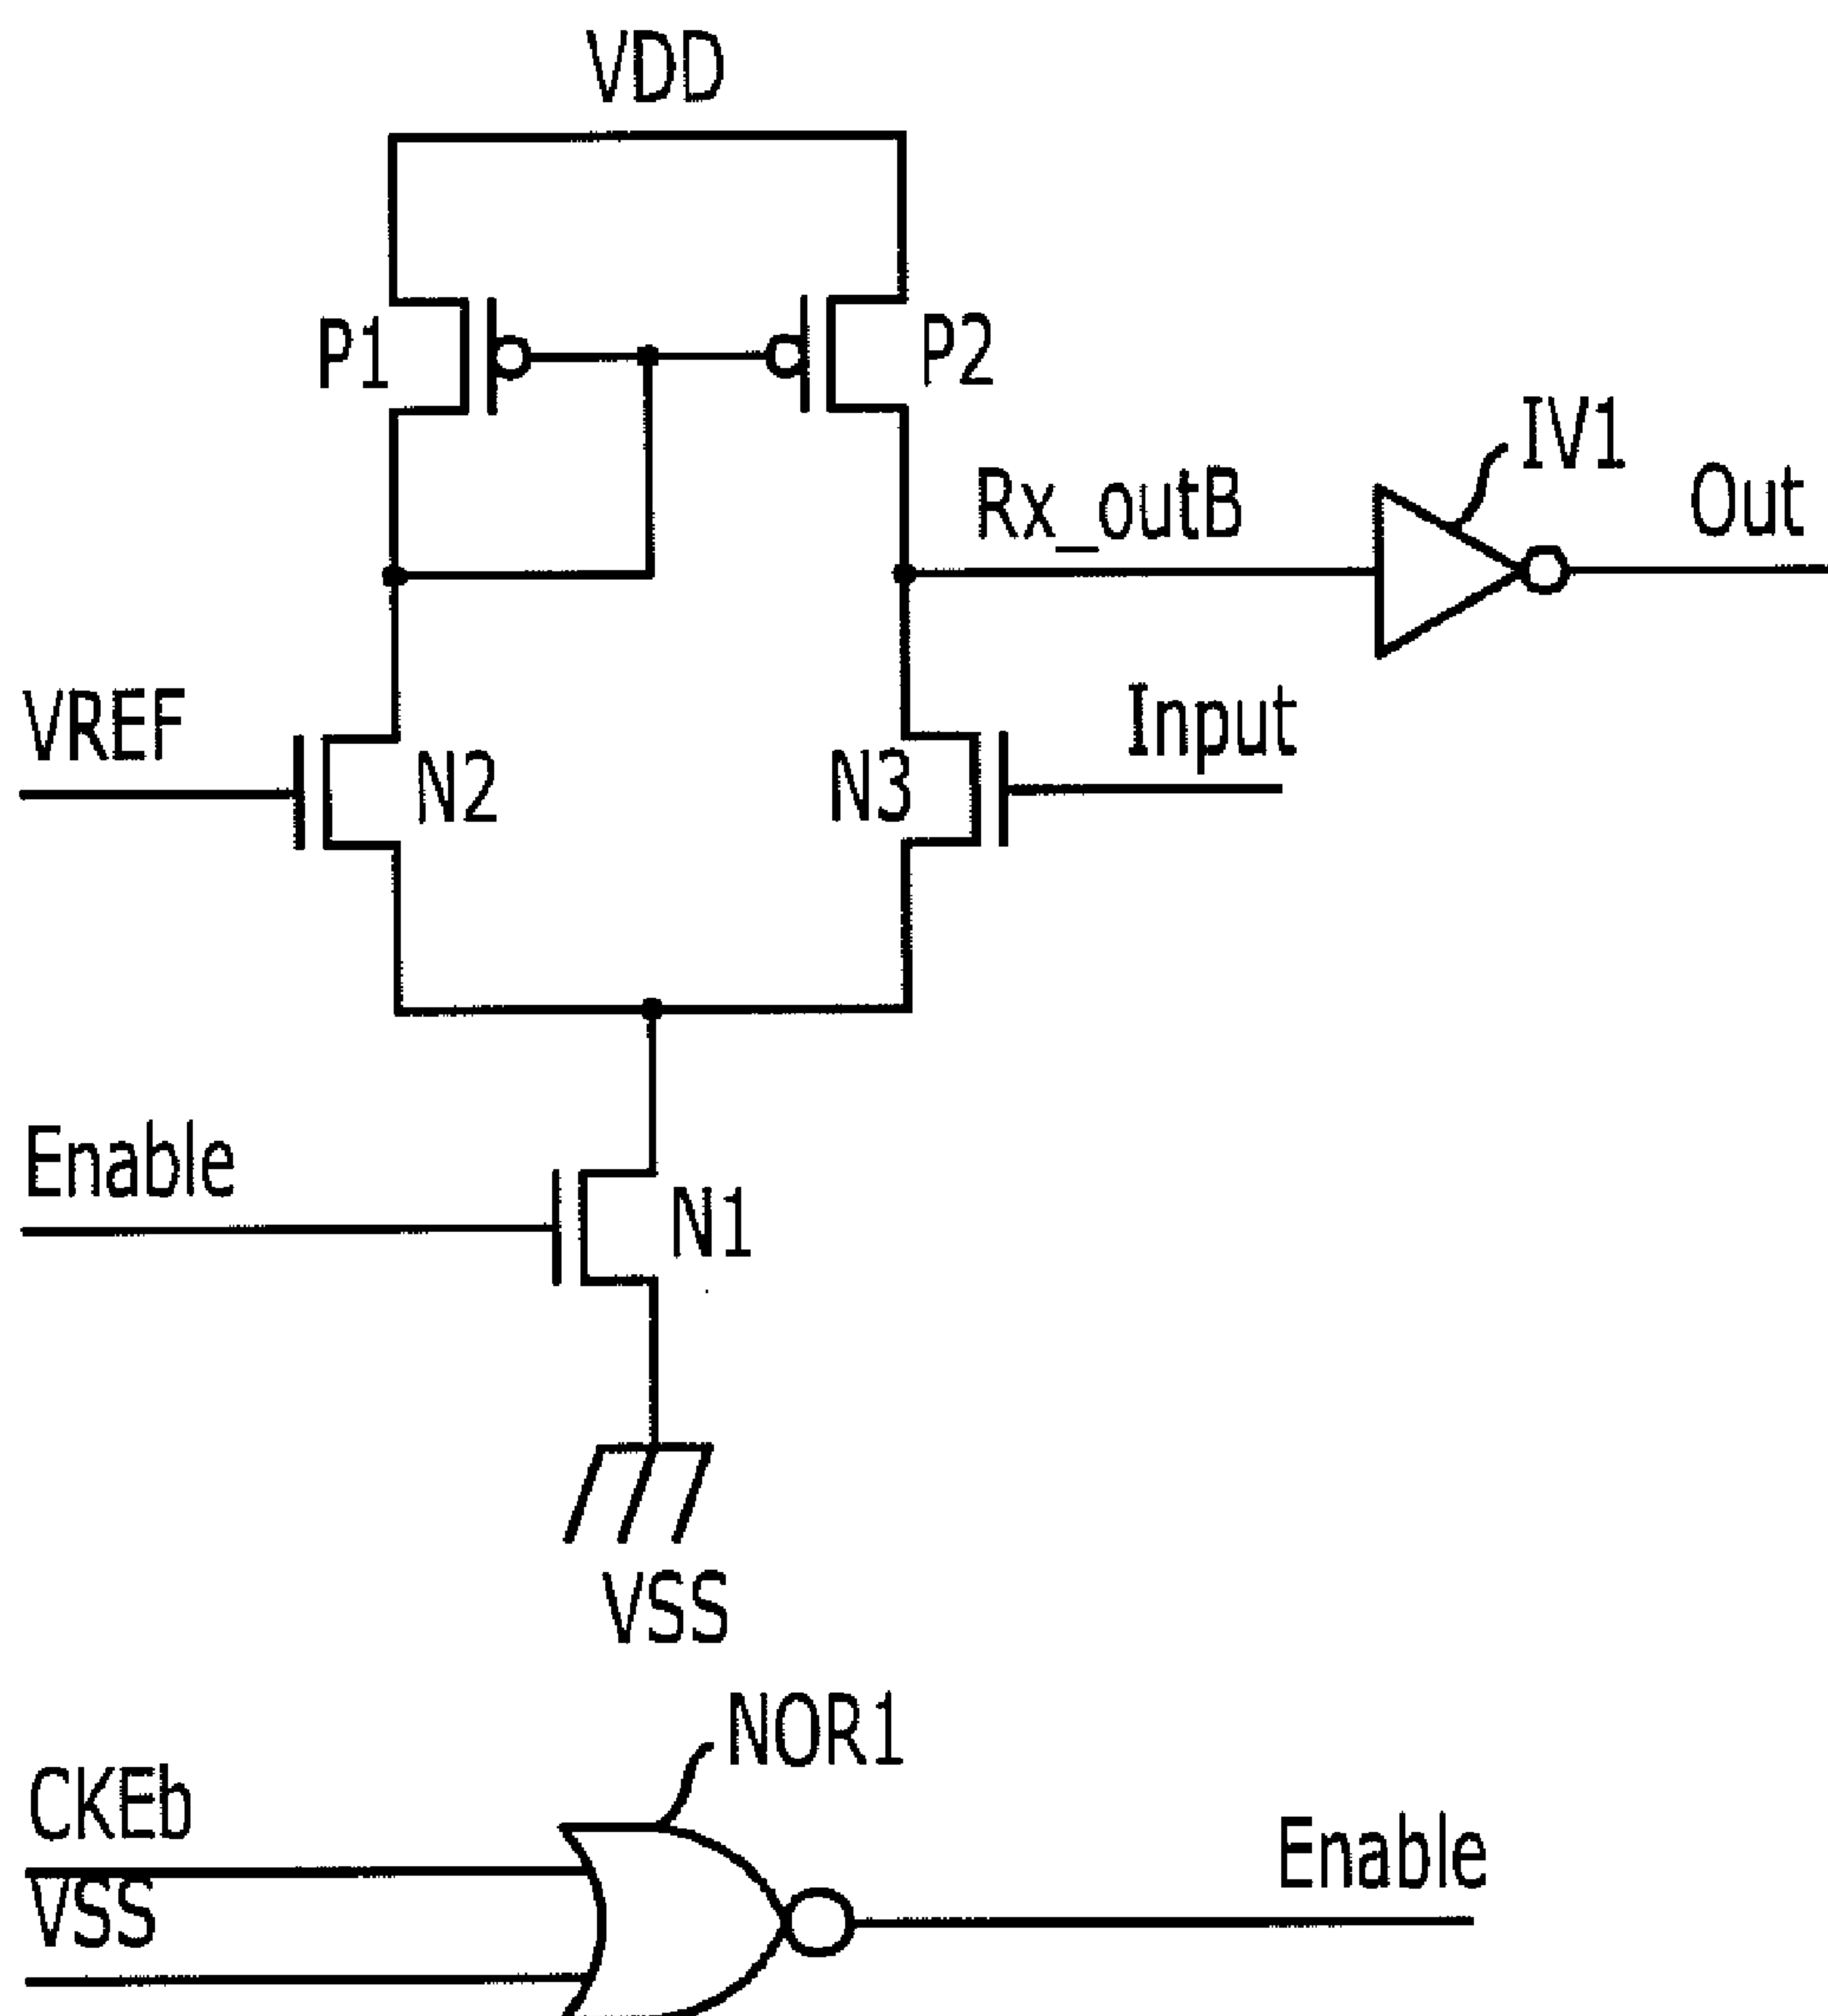 VDD
P1
P2
IV1
Rx_outB
Out
VREF
N2
N3
Input
Enable
N1
VSS
NOR1
CKEb
Enable
VSS